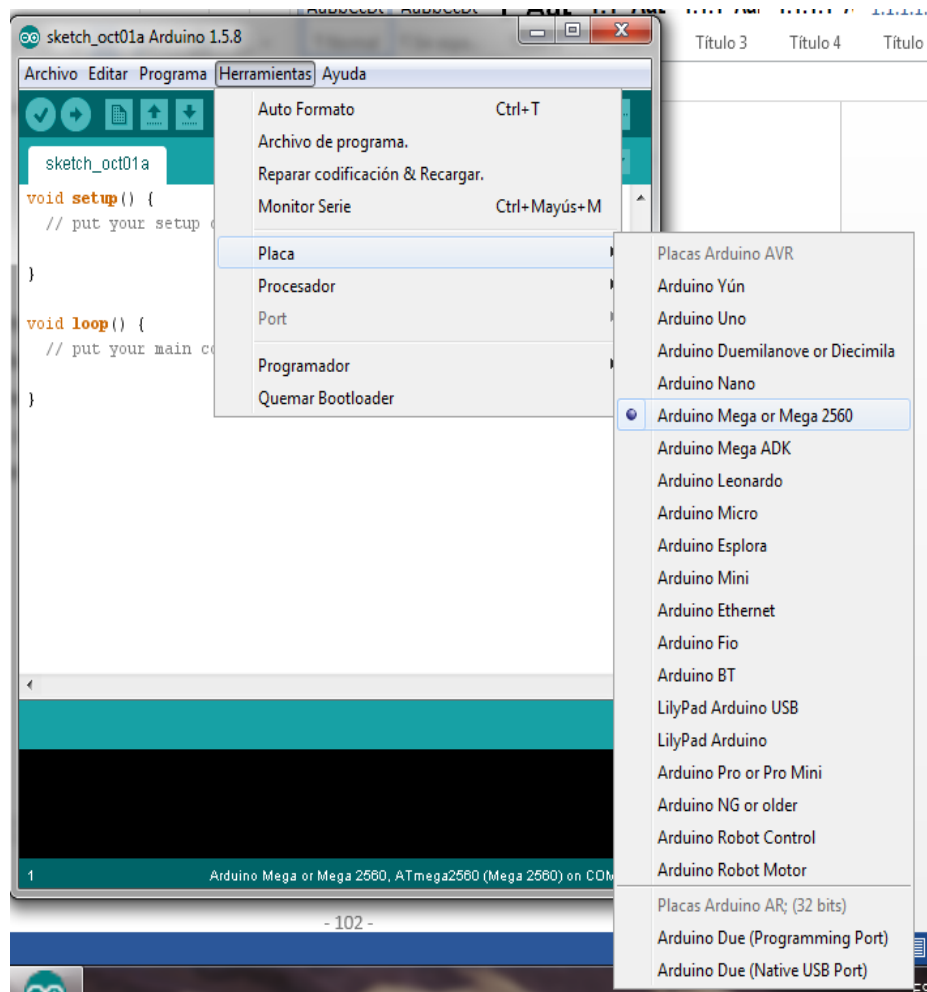 sketch_oct01a Arduino 1.5.8
Título 3 Título 4 Título
Archivo Editar Programa Herramientas Ayuda
sketch_oct01a
void setup() {
// put your setup
}
void loop() {
// put your main
}
Auto Formato Ctrl+T
Archivo de programa.
Reparar codificación & Recargar.
Monitor Serie Ctrl+Mayús+M
Placa
Procesador
Port
Programador
Quemar Bootloader
Placas Arduino AVR
Arduino Yún
Arduino Uno
Arduino Duemilanove or Diecimila
Arduino Nano
Arduino Mega or Mega 2560
Arduino Mega ADK
Arduino Leonardo
Arduino Micro
Arduino Esplora
Arduino Mini
Arduino Ethernet
Arduino Fio
Arduino BT
LilyPad Arduino USB
LilyPad Arduino
Arduino Pro or Pro Mini
Arduino NG or older
Arduino Robot Control
Arduino Robot Motor
Placas Arduino AR; (32 bits)
Arduino Due (Programming Port)
Arduino Due (Native USB Port)
1 Arduino Mega or Mega 2560, ATmega2560 (Mega 2560) on COM
- 102 -